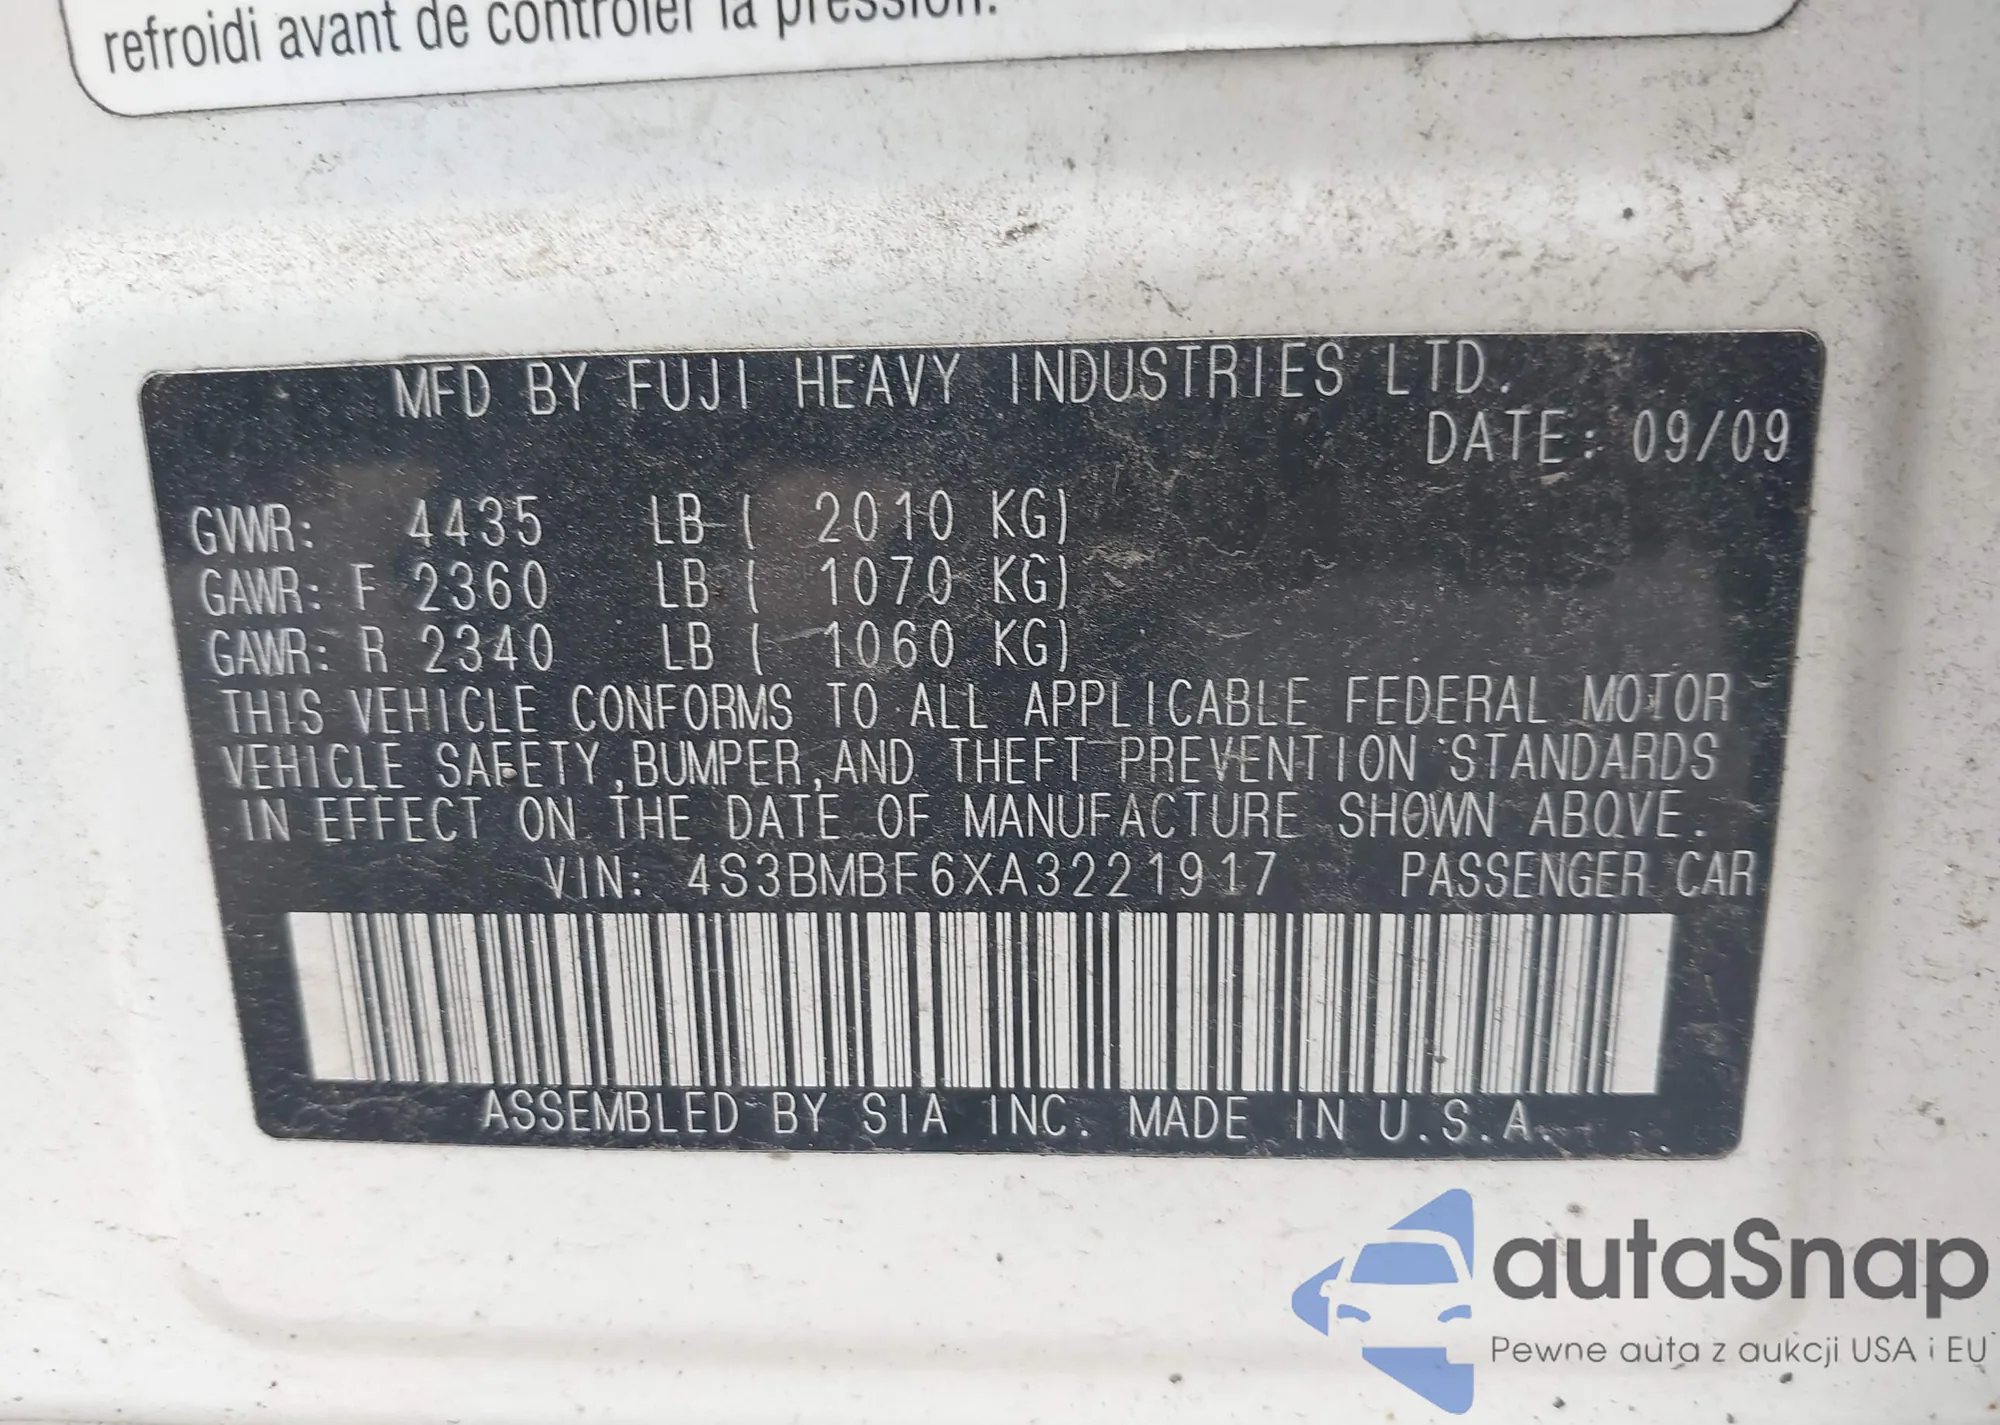 refroidi avant de contrôler la pression.
MFD BY FUJI HEAVY INDUSTRIES LTD.
DATE: 09/09
GVWR: 4435 LB ( 2010 KG)
GAWR: F 2360 LB ( 1070 KG)
GAWR: R 2340 LB ( 1060 KG)
THIS VEHICLE CONFORMS TO ALL APPLICABLE FEDERAL MOTOR
VEHICLE SAFETY,BUMPER,AND THEFT PREVENTION STANDARDS
IN EFFECT ON THE DATE OF MANUFACTURE SHOWN ABOVE.
VIN: 4S3BMBF6XA3221917 PASSENGER CAR
ASSEMBLED BY SIA INC. MADE IN U.S.A.
autaSnap
Pewne auta z aukcji USA i EU